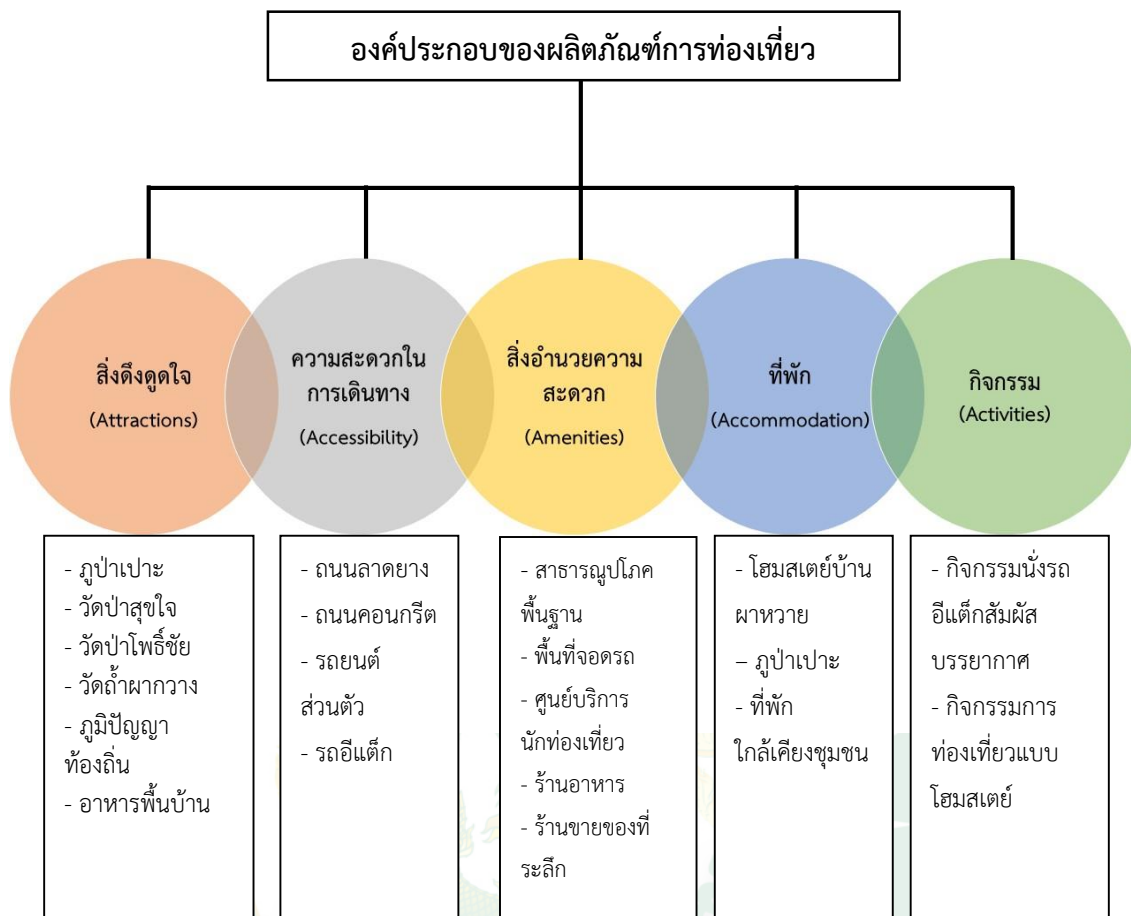 องค์ประกอบของผลิตภัณฑ์การท่องเที่ยว
สิ่งดึงดูดใจ
(Attractions)
ความสะดวกใน
การเดินทาง
(Accessibility)
สิ่งอำนวยความ
สะดวก
(Amenities)
ที่พัก
(Accommodation)
กิจกรรม
(Activities)
- ภูป่าเปาะ
- วัดป่าสุขใจ
- วัดป่าโพธิ์ชัย
- วัดถ้ำผากวาง
- ภูมิปัญญา
ท้องถิ่น
- อาหารพื้นบ้าน
- ถนนลาดยาง
- ถนนคอนกรีต
- รถยนต์
ส่วนตัว
- รถอีแต็ก
- สาธารณูปโภค
พื้นฐาน
- พื้นที่จอดรถ
- ศูนย์บริการ
นักท่องเที่ยว
- ร้านอาหาร
- ร้านขายของที่
ระลึก
- โฮมสเตย์บ้าน
ผาหวาย
– ภูป่าเปาะ
- ที่พัก
ใกล้เคียงชุมชน
- กิจกรรมนั่งรถ
อีแต็กสัมผัส
บรรยากาศ
- กิจกรรมการ
ท่องเที่ยวแบบ
โฮมสเตย์